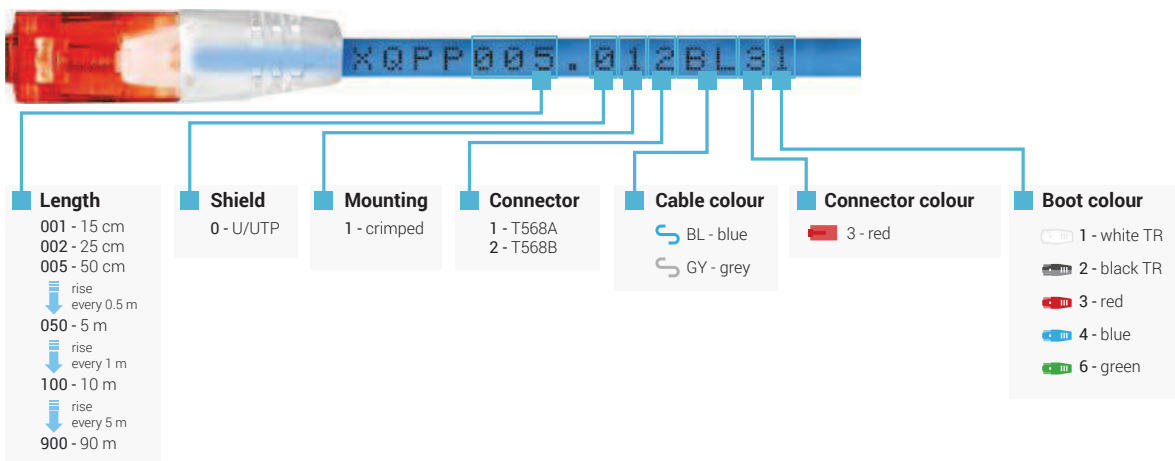 XQPP005.012BL31
Length
001 - 15 cm
002 - 25 cm
005 - 50 cm
rise
every 0.5 m
050 - 5 m
rise
every 1 m
100 - 10 m
rise
every 5 m
900 - 90 m
Shield
0 - U/UTP
Mounting
1 - crimped
Connector
1 - T568A
2 - T568B
Cable colour
BL - blue
GY - grey
Connector colour
3 - red
Boot colour
1 - white TR
2 - black TR
3 - red
4 - blue
6 - green